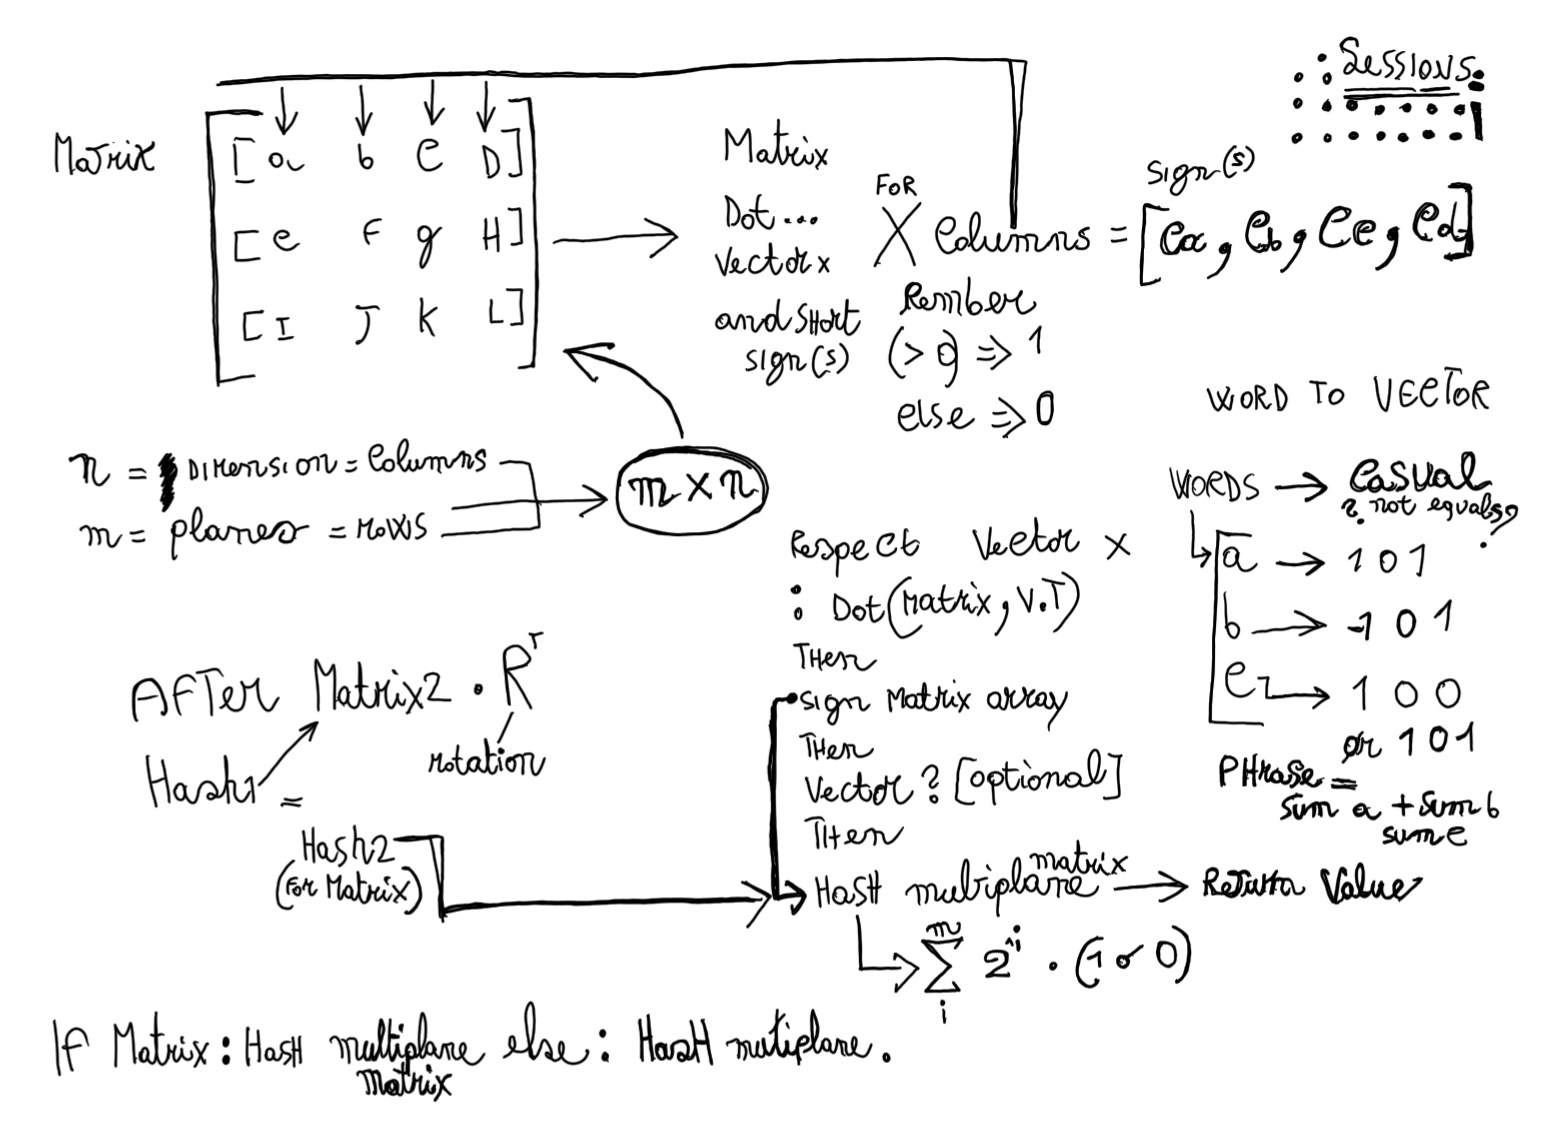 Sessions
Matrix
[a b c D]
[e f g H]
[I J K L]
Matrix
Dot...
Vector x
and short
sign(s)
FOR
X Columns = [Ca, Cb, Cc, Cd]
sign(s)
Rember
(> 0) => 1
else => 0
n = Dimension = Columns
m = planes = rows
m x n
WORD TO VECTOR
WORDS → Casual
? not equals ?
a → 1 0 1
b → -1 0 1
c → 1 0 0
or 1 0 1
PHrase =
sum a + sum b
sum c
Respect Vector x
: Dot(Matrix, V.T)
Then
sign Matrix array
Then
Vector? [optional]
Then
HasH multiplane matrix → Return Value
m
∑ 2^i . (1 or 0)
i
AFTer Matrix2 . R^T
rotation
Hash1 =
Hash2
(For Matrix)
If Matrix: HasH multiplane else: HasH mutiplane.
matrix